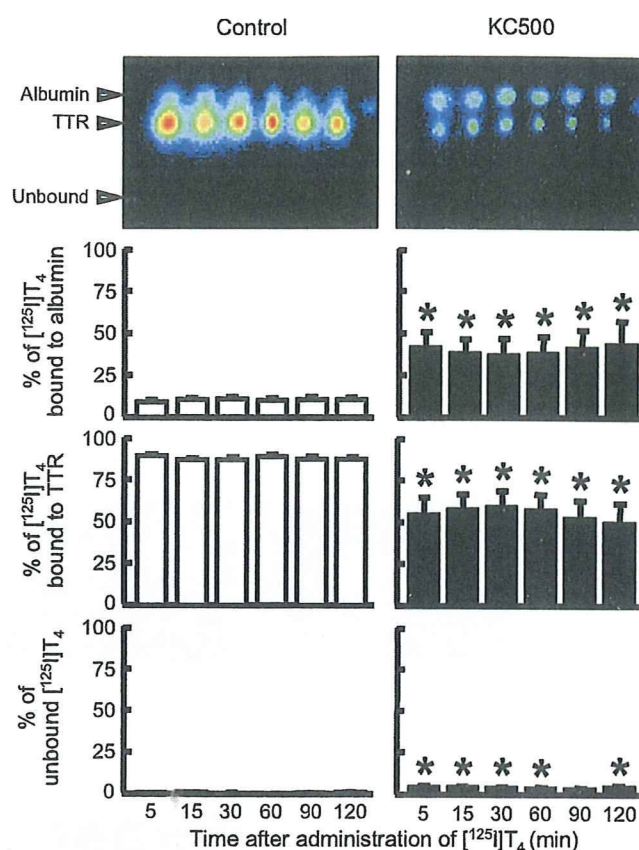 Control KC500
Albumin
TTR
Unbound
% of [¹²⁵I]T₄
bound to albumin
100
75
50
25
0
* * * * * *
% of [¹²⁵I]T₄
bound to TTR
100
75
50
25
0
* * * * * *
% of
unbound [¹²⁵I]T₄
100
75
50
25
0
* * * * *
5 15 30 60 90 120 5 15 30 60 90 120
Time after administration of [¹²⁵I]T₄ (min)